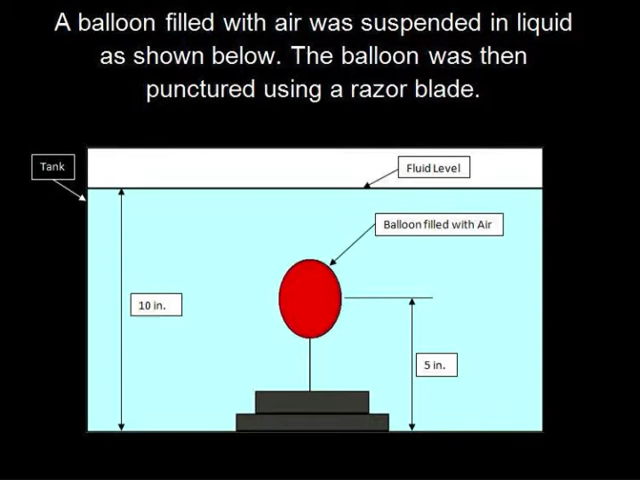 A balloon filled with air was suspended in liquid
as shown below. The balloon was then
punctured using a razor blade.
Tank
Fluid Level
Balloon filled with Air
10 in.
5 in.